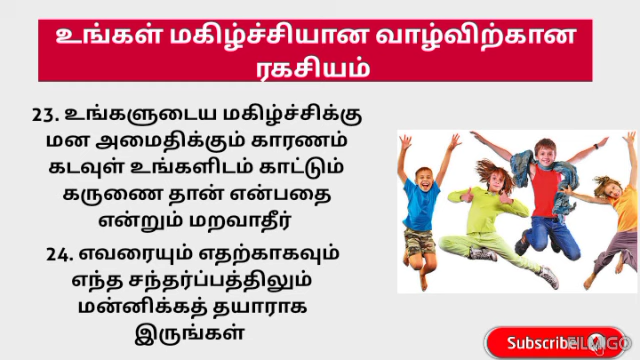 உங்கள் மகிழ்ச்சியான வாழ்விற்கான
ரகசியம்
23. உங்களுடைய மகிழ்ச்சிக்கு
மன அமைதிக்கும் காரணம்
கடவுள் உங்களிடம் காட்டும்
கருணை தான் என்பதை
என்றும் மறவாதீர்
24. எவரையும் எதற்காகவும்
எந்த சந்தர்ப்பத்திலும்
மன்னிக்கத் தயாராக
இருங்கள்
Subscribe
FILMIGO